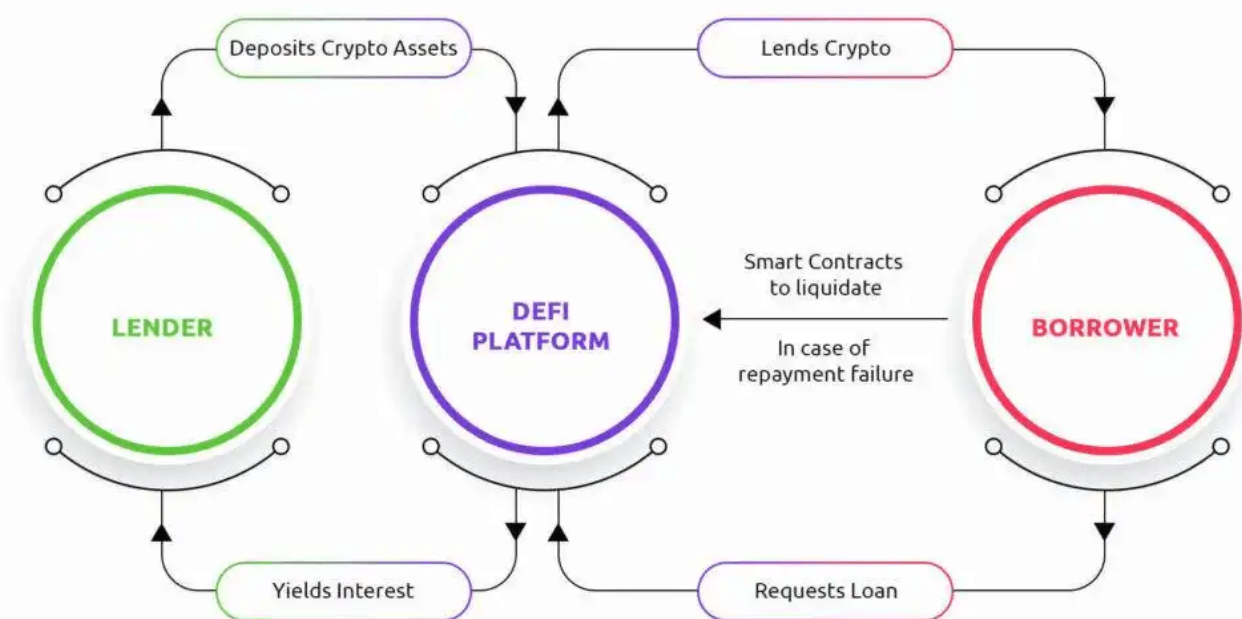 Deposits Crypto Assets
Lends Crypto
LENDER
DEFI
PLATFORM
Smart Contracts
to liquidate
In case of
repayment failure
BORROWER
Yields Interest
Requests Loan